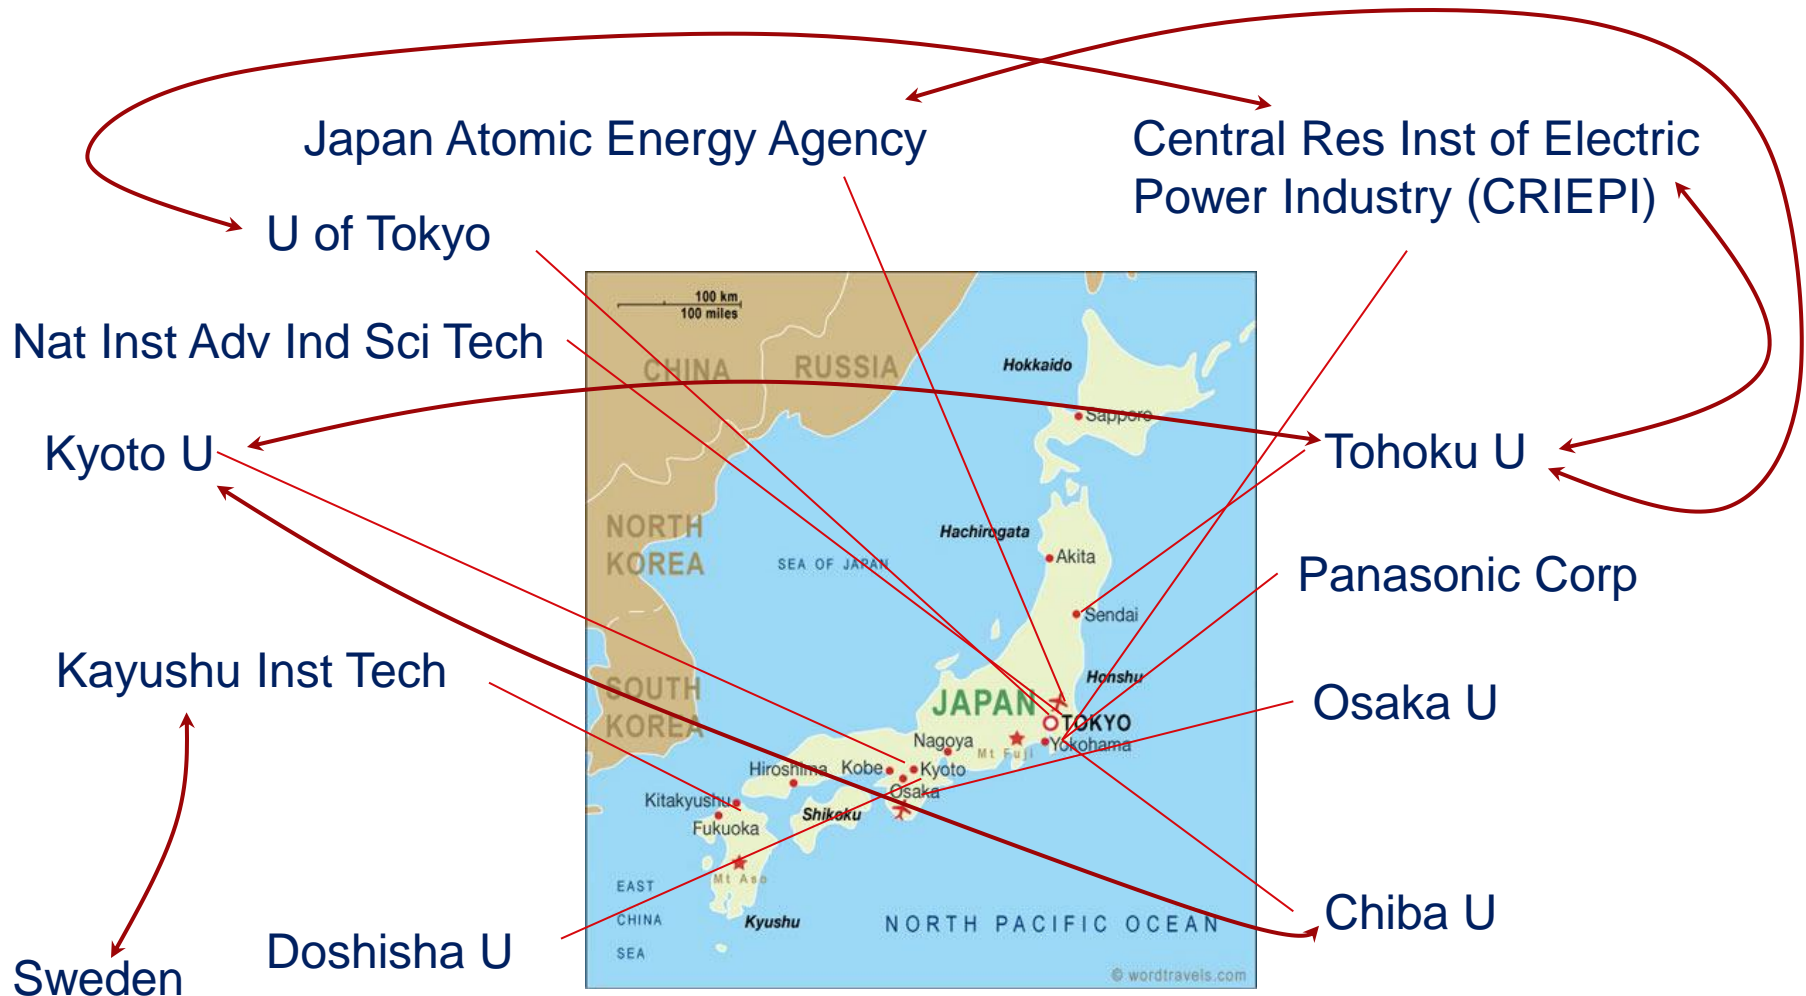 Japan Atomic Energy Agency
Central Res Inst of Electric
Power Industry (CRIEPI)
U of Tokyo
Nat Inst Adv Ind Sci Tech
Kyoto U
Tohoku U
Panasonic Corp
Kayushu Inst Tech
Osaka U
Chiba U
Doshisha U
Sweden
100 km
100 miles
CHINA
RUSSIA
Hokkaido
Sapporo
NORTH
KOREA
Hachirogata
SEA OF JAPAN
Akita
Sendai
SOUTH
KOREA
Honshu
JAPAN
TOKYO
Nagoya
Mt Fuji
Yokohama
Hiroshima
Kobe
Kyoto
Osaka
Kitakyushu
Shikoku
Fukuoka
Mt Aso
EAST
CHINA
SEA
Kyushu
NORTH PACIFIC OCEAN
© wordtravels.com